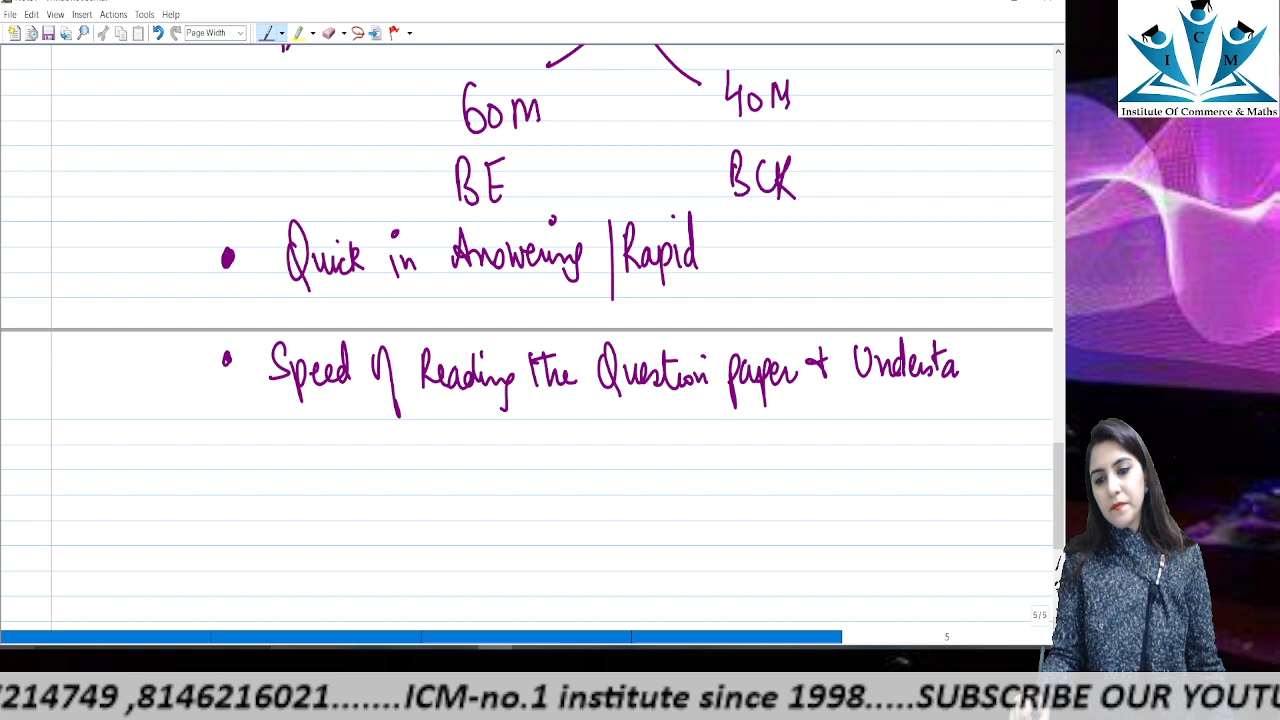 File Edit View Insert Actions Tools Help
Page Width
60M 40M
BE BCK
• Quick in Answering | Rapid
• Speed of Reading the Question paper & Understa
5/5
5
I C M
Institute Of Commerce & Maths
214749 ,8146216021.......ICM-no.1 institute since 1998.....SUBSCRIBE OUR YOUTU